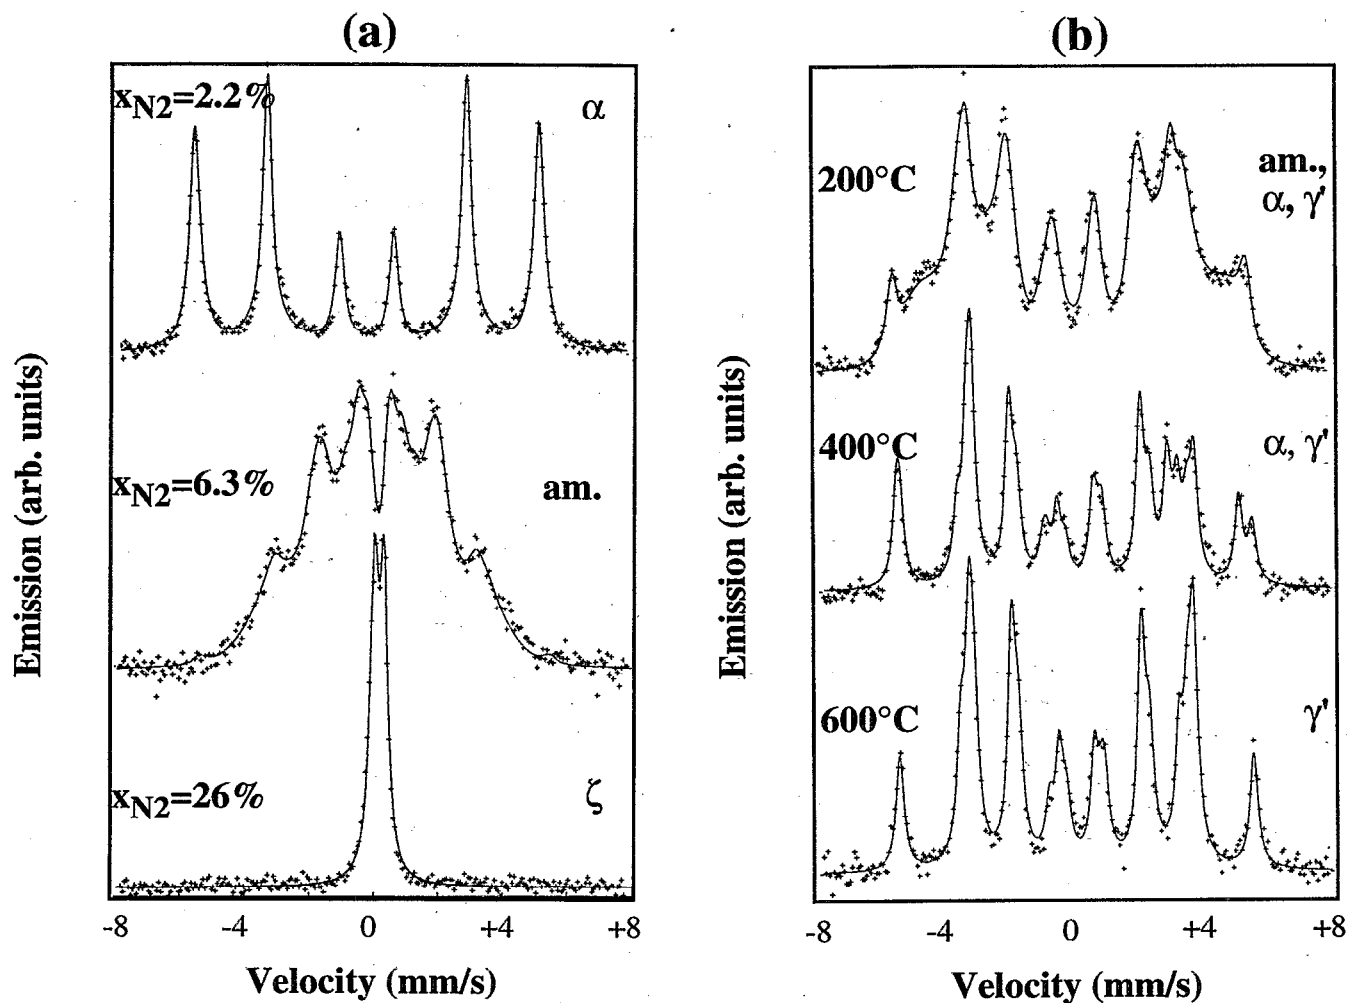 (a)
xN2=2.2%
α
xN2=6.3%
am.
xN2=26%
ζ
Emission (arb. units)
-8
-4
0
+4
+8
Velocity (mm/s)
(b)
200°C
am.,
α, γ'
400°C
α, γ'
600°C
γ'
Emission (arb. units)
-8
-4
0
+4
+8
Velocity (mm/s)